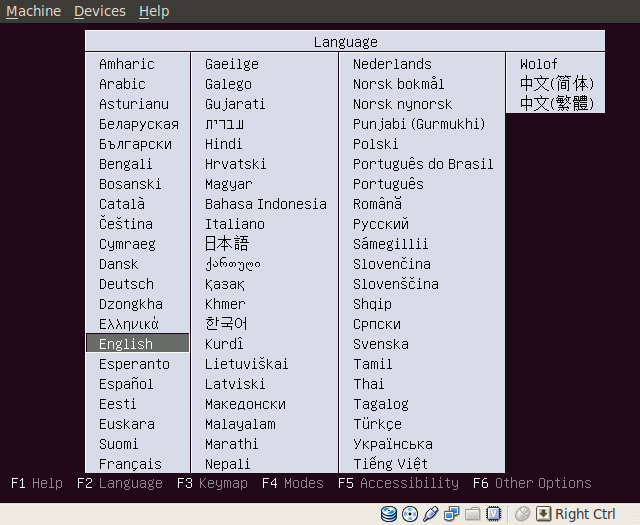 Machine Devices Help
Language
Amharic
Arabic
Asturianu
Беларуская
Български
Bengali
Bosanski
Català
Čeština
Cymraeg
Dansk
Deutsch
Dzongkha
Ελληνικά
English
Esperanto
Español
Eesti
Euskara
Suomi
Français
Gaeilge
Galego
Gujarati
עברית
Hindi
Hrvatski
Magyar
Bahasa Indonesia
Italiano
日本語
ქართული
Қазақ
Khmer
한국어
Kurdî
Lietuviškai
Latviski
Македонски
Malayalam
Marathi
Nepali
Nederlands
Norsk bokmål
Norsk nynorsk
Punjabi (Gurmukhi)
Polski
Português do Brasil
Português
Română
Русский
Sámegillii
Slovenčina
Slovenščina
Shqip
Српски
Svenska
Tamil
Thai
Tagalog
Türkçe
Українська
Tiếng Việt
Wolof
中文(简体)
中文(繁體)
F1 Help F2 Language F3 Keymap F4 Modes F5 Accessibility F6 Other Options
Right Ctrl